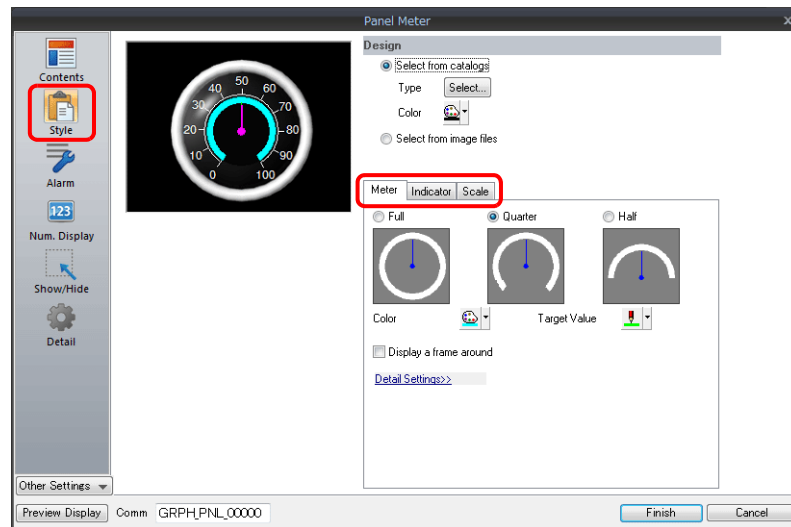 Panel Meter
x
Contents
Style
Alarm
123
Num. Display
Show/Hide
Detail
Other Settings
50
40 60
30 70
20 80
10 90
0 100
Design
Select from catalogs
Type Select...
Color
Select from image files
Meter Indicator Scale
Full Quarter Half
Color Target Value
Display a frame around
Detail Settings>>
Preview Display Comm GRPH_PNL_00000 Finish Cancel